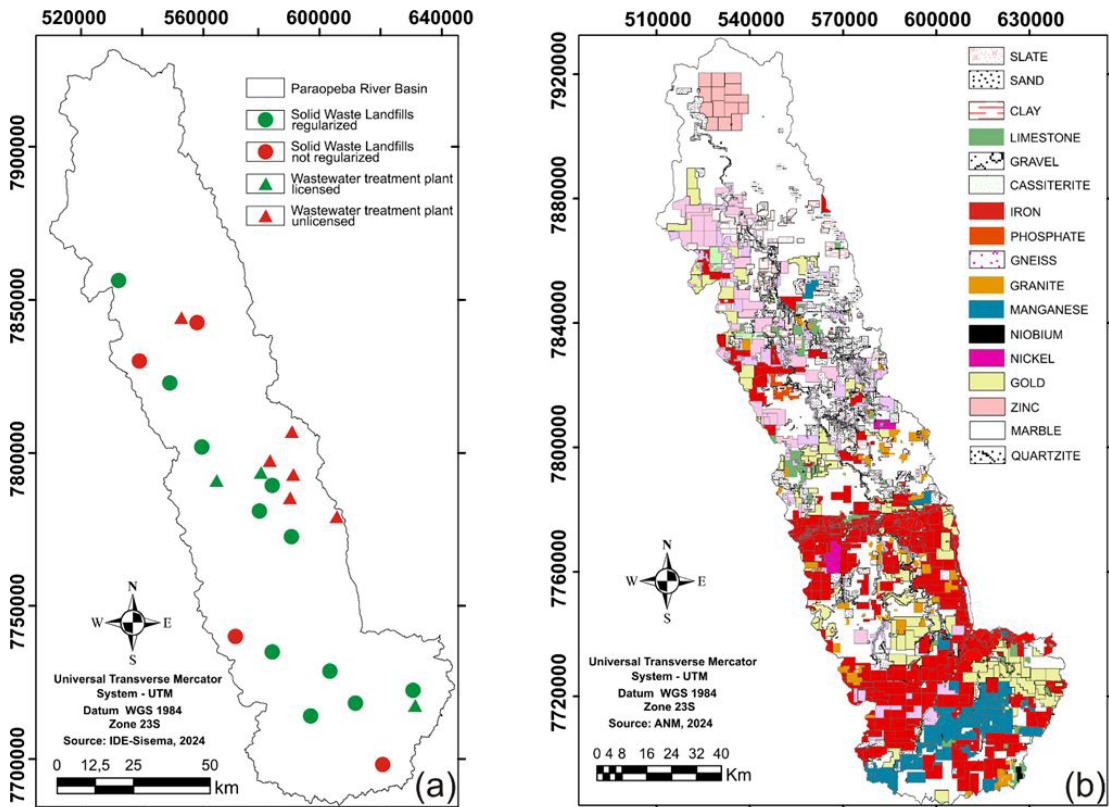 520000 560000 600000 640000
7900000
7850000
7800000
7750000
7700000
Paraopeba River Basin
Solid Waste Landfills
regularized
Solid Waste Landfills
not regularized
Wastewater treatment plant
licensed
Wastewater treatment plant
unlicensed
N
W E
S
Universal Transverse Mercator
System - UTM
Datum WGS 1984
Zone 23S
Source: IDE-Sisema, 2024
0 12,5 25 50
km
(a)
510000 540000 570000 600000 630000
7920000
7880000
7840000
7800000
7760000
7720000
SLATE
SAND
CLAY
LIMESTONE
GRAVEL
CASSITERITE
IRON
PHOSPHATE
GNEISS
GRANITE
MANGANESE
NIOBIUM
NICKEL
GOLD
ZINC
MARBLE
QUARTZITE
N
W E
S
Universal Transverse Mercator
System - UTM
Datum WGS 1984
Zone 23S
Source: ANM, 2024
0 4 8 16 24 32 40
Km
(b)